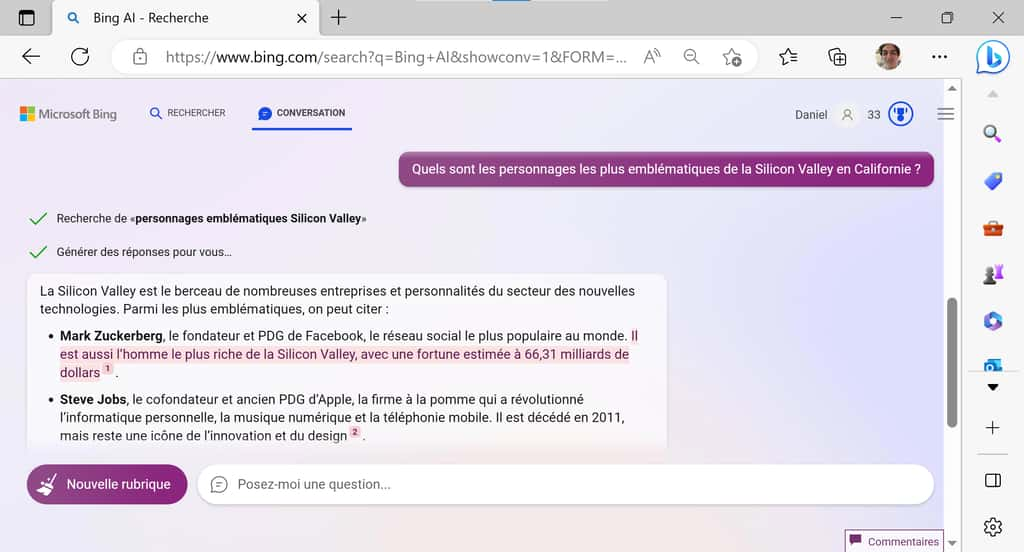 Bing AI - Recherche
https://www.bing.com/search?q=Bing+AI&showconv=1&FORM=...
Microsoft Bing
RECHERCHER
CONVERSATION
Daniel
33
Quels sont les personnages les plus emblématiques de la Silicon Valley en Californie ?
Recherche de «personnages emblématiques Silicon Valley»
Générer des réponses pour vous...
La Silicon Valley est le berceau de nombreuses entreprises et personnalités du secteur des nouvelles
technologies. Parmi les plus emblématiques, on peut citer :
• Mark Zuckerberg, le fondateur et PDG de Facebook, le réseau social le plus populaire au monde. Il
est aussi l'homme le plus riche de la Silicon Valley, avec une fortune estimée à 66,31 milliards de
dollars 1 .
• Steve Jobs, le cofondateur et ancien PDG d'Apple, la firme à la pomme qui a révolutionné
l'informatique personnelle, la musique numérique et la téléphonie mobile. Il est décédé en 2011,
mais reste une icône de l'innovation et du design 2 .
Nouvelle rubrique
Posez-moi une question...
Commentaires